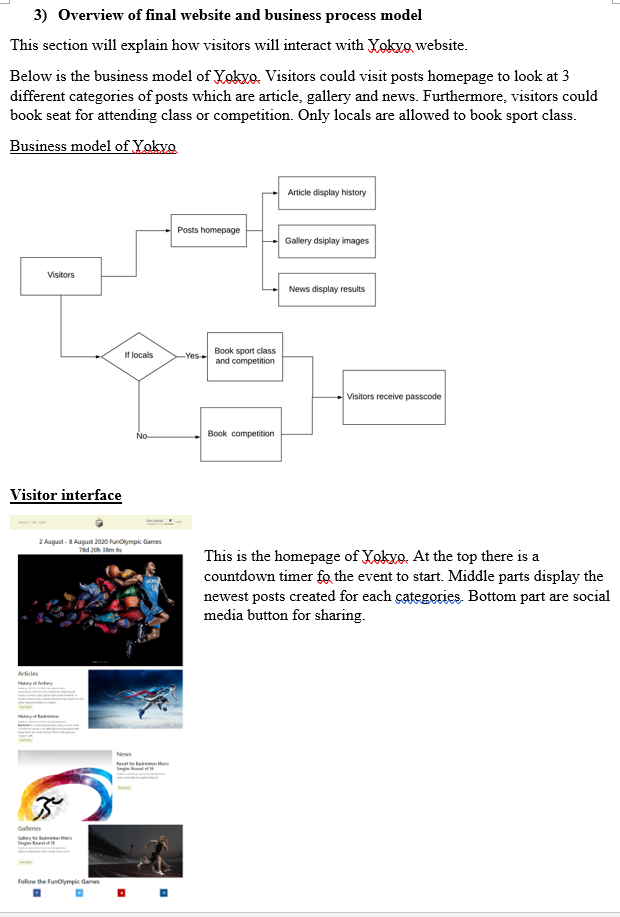 3) Overview of final website and business process model
This section will explain how visitors will interact with Yokyo website.
Below is the business model of Yokyo. Visitors could visit posts homepage to look at 3
different categories of posts which are article, gallery and news. Furthermore, visitors could
book seat for attending class or competition. Only locals are allowed to book sport class.
Business model of Yokyo
Article display history
Posts homepage
Gallery dsiplay images
Visitors
News display results
If locals
Yes
Book sport class
and competition
Visitors receive passcode
No
Book competition
Visitor interface
2 August - 8 August 2020 FunOlympic Games
78d 20h 38m 6s
This is the homepage of Yokyo. At the top there is a
countdown timer fo the event to start. Middle parts display the
newest posts created for each categories. Bottom part are social
media button for sharing.
Articles
History of Archery
History of Badminton
News
Result for Badminton Men's
Singles Round of 16
Galleries
Gallery for Badminton Men's
Singles Round of 16
Follow the FunOlympic Games